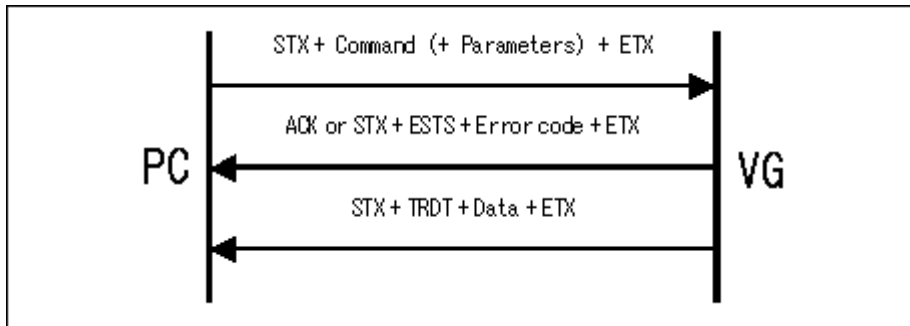 STX + Command (+ Parameters) + ETX
ACK or STX + ESTS + Error code + ETX
PC
VG
STX + TRDT + Data + ETX